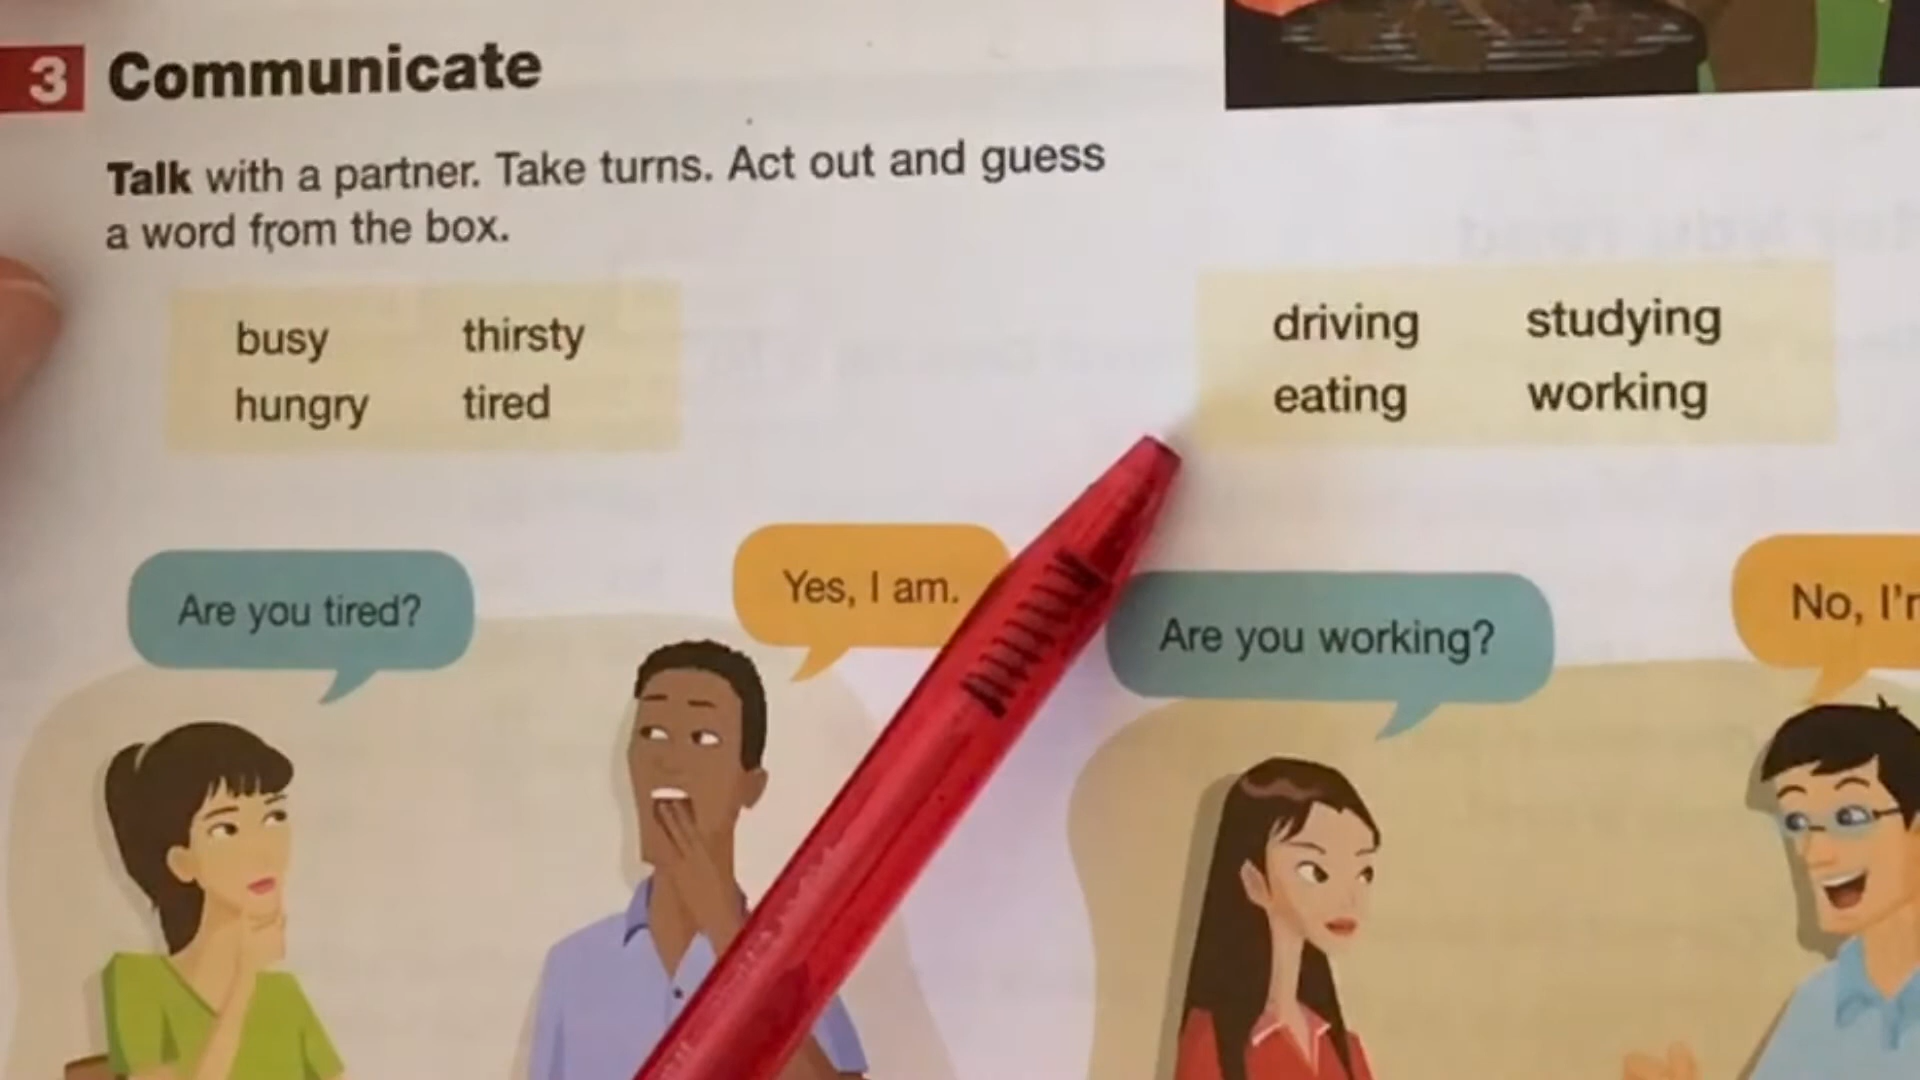 3 Communicate
Talk with a partner. Take turns. Act out and guess
a word from the box.
busy thirsty
hungry tired
driving studying
eating working
Are you tired?
Yes, I am.
Are you working?
No,